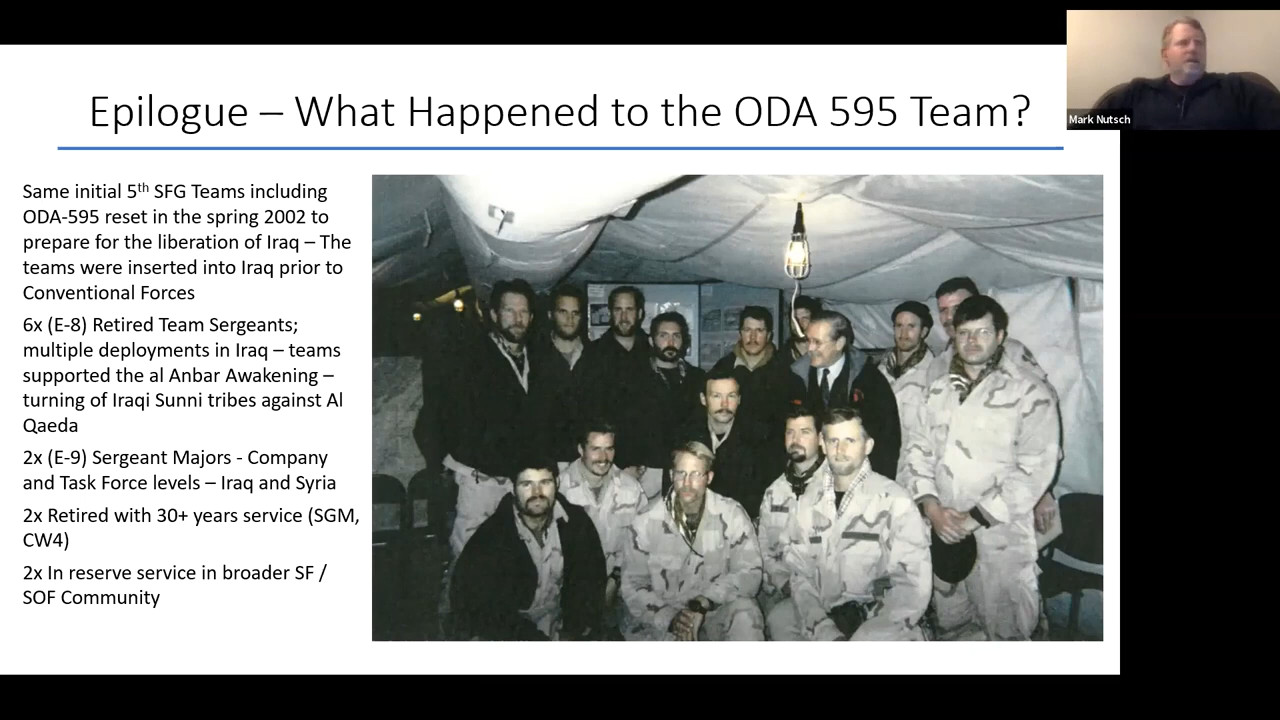 Epilogue – What Happened to the ODA 595 Team?
Mark Nutsch
Same initial 5th SFG Teams including
ODA-595 reset in the spring 2002 to
prepare for the liberation of Iraq – The
teams were inserted into Iraq prior to
Conventional Forces
6x (E-8) Retired Team Sergeants;
multiple deployments in Iraq – teams
supported the al Anbar Awakening –
turning of Iraqi Sunni tribes against Al
Qaeda
2x (E-9) Sergeant Majors - Company
and Task Force levels – Iraq and Syria
2x Retired with 30+ years service (SGM,
CW4)
2x In reserve service in broader SF /
SOF Community